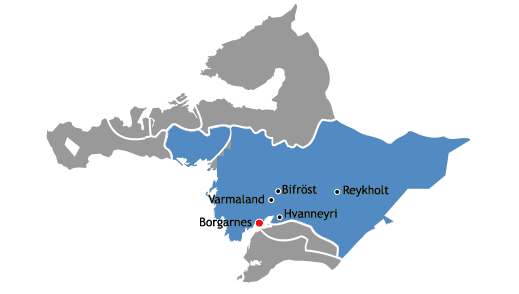 Bifröst
Reykholt
Varmaland
Hvanneyri
Borgarnes